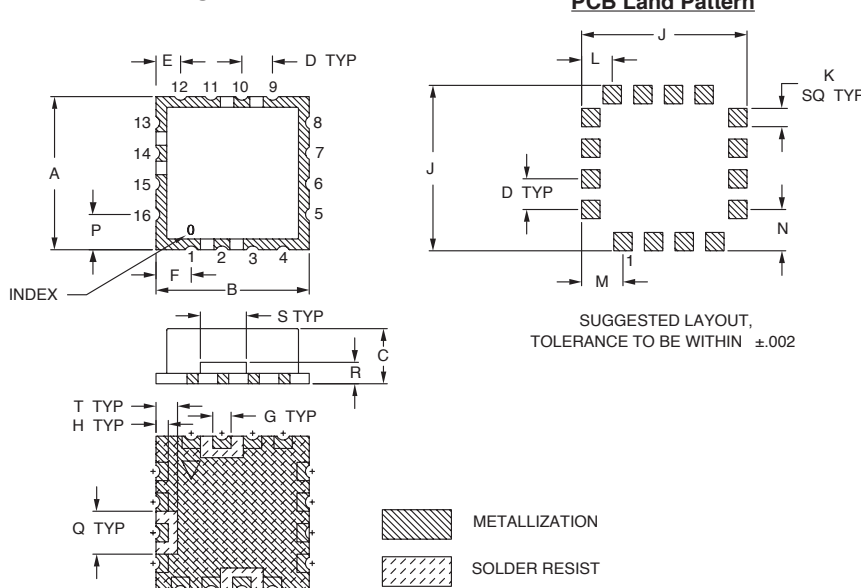 PCB Land Pattern
E
D TYP
12 11 10 9
13
14
15
16
8
7
6
5
A
P
0
1 2 3 4
F
B
INDEX
S TYP
C
R
T TYP
H TYP
G TYP
Q TYP
J
L
K
SQ TYP
J
D TYP
N
1
M
SUGGESTED LAYOUT,
TOLERANCE TO BE WITHIN ±.002
METALLIZATION
SOLDER RESIST